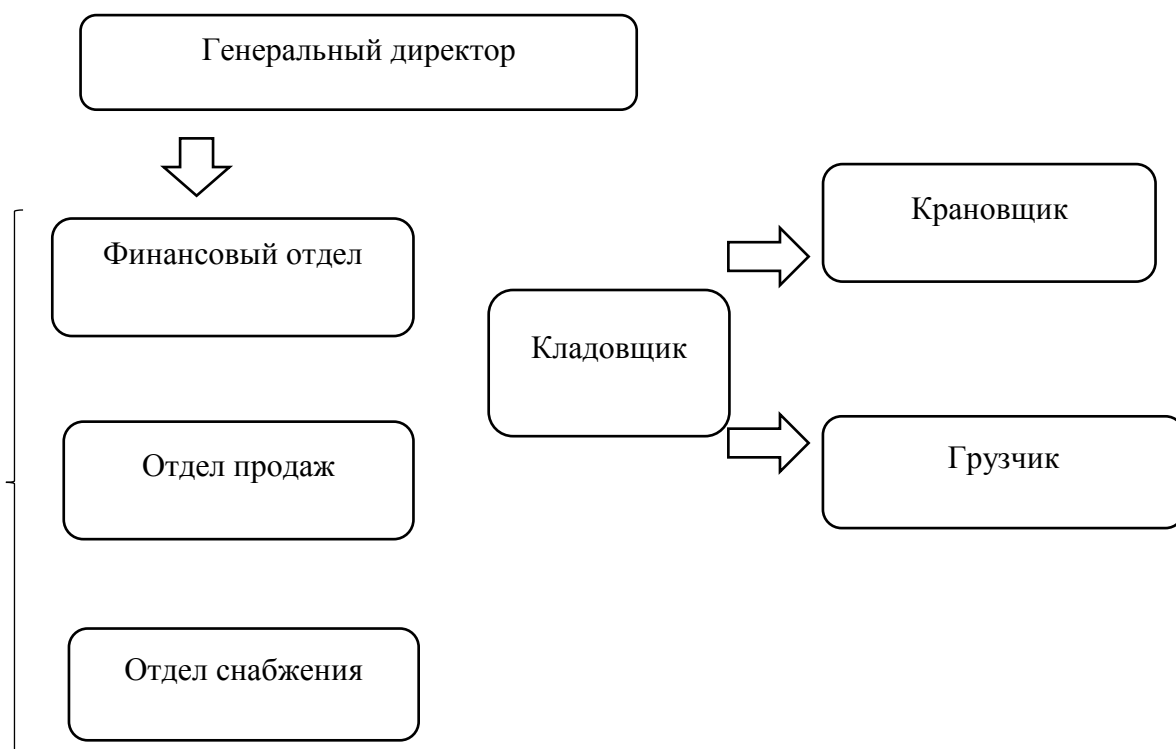 Генеральный директор
Финансовый отдел
Отдел продаж
Отдел снабжения
Кладовщик
Крановщик
Грузчик